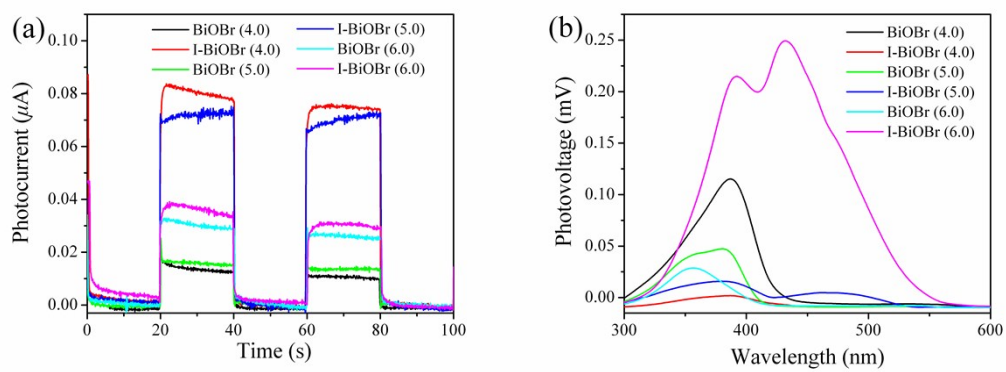 (a)
0.10
0.08
0.06
0.04
0.02
0.00
Photocurrent (μA)
BiOBr (4.0) I-BiOBr (5.0)
I-BiOBr (4.0) BiOBr (6.0)
BiOBr (5.0) I-BiOBr (6.0)
0 20 40 60 80 100
Time (s)
(b)
0.25
0.20
0.15
0.10
0.05
0.00
Photovoltage (mV)
BiOBr (4.0)
I-BiOBr (4.0)
BiOBr (5.0)
I-BiOBr (5.0)
BiOBr (6.0)
I-BiOBr (6.0)
300 400 500 600
Wavelength (nm)